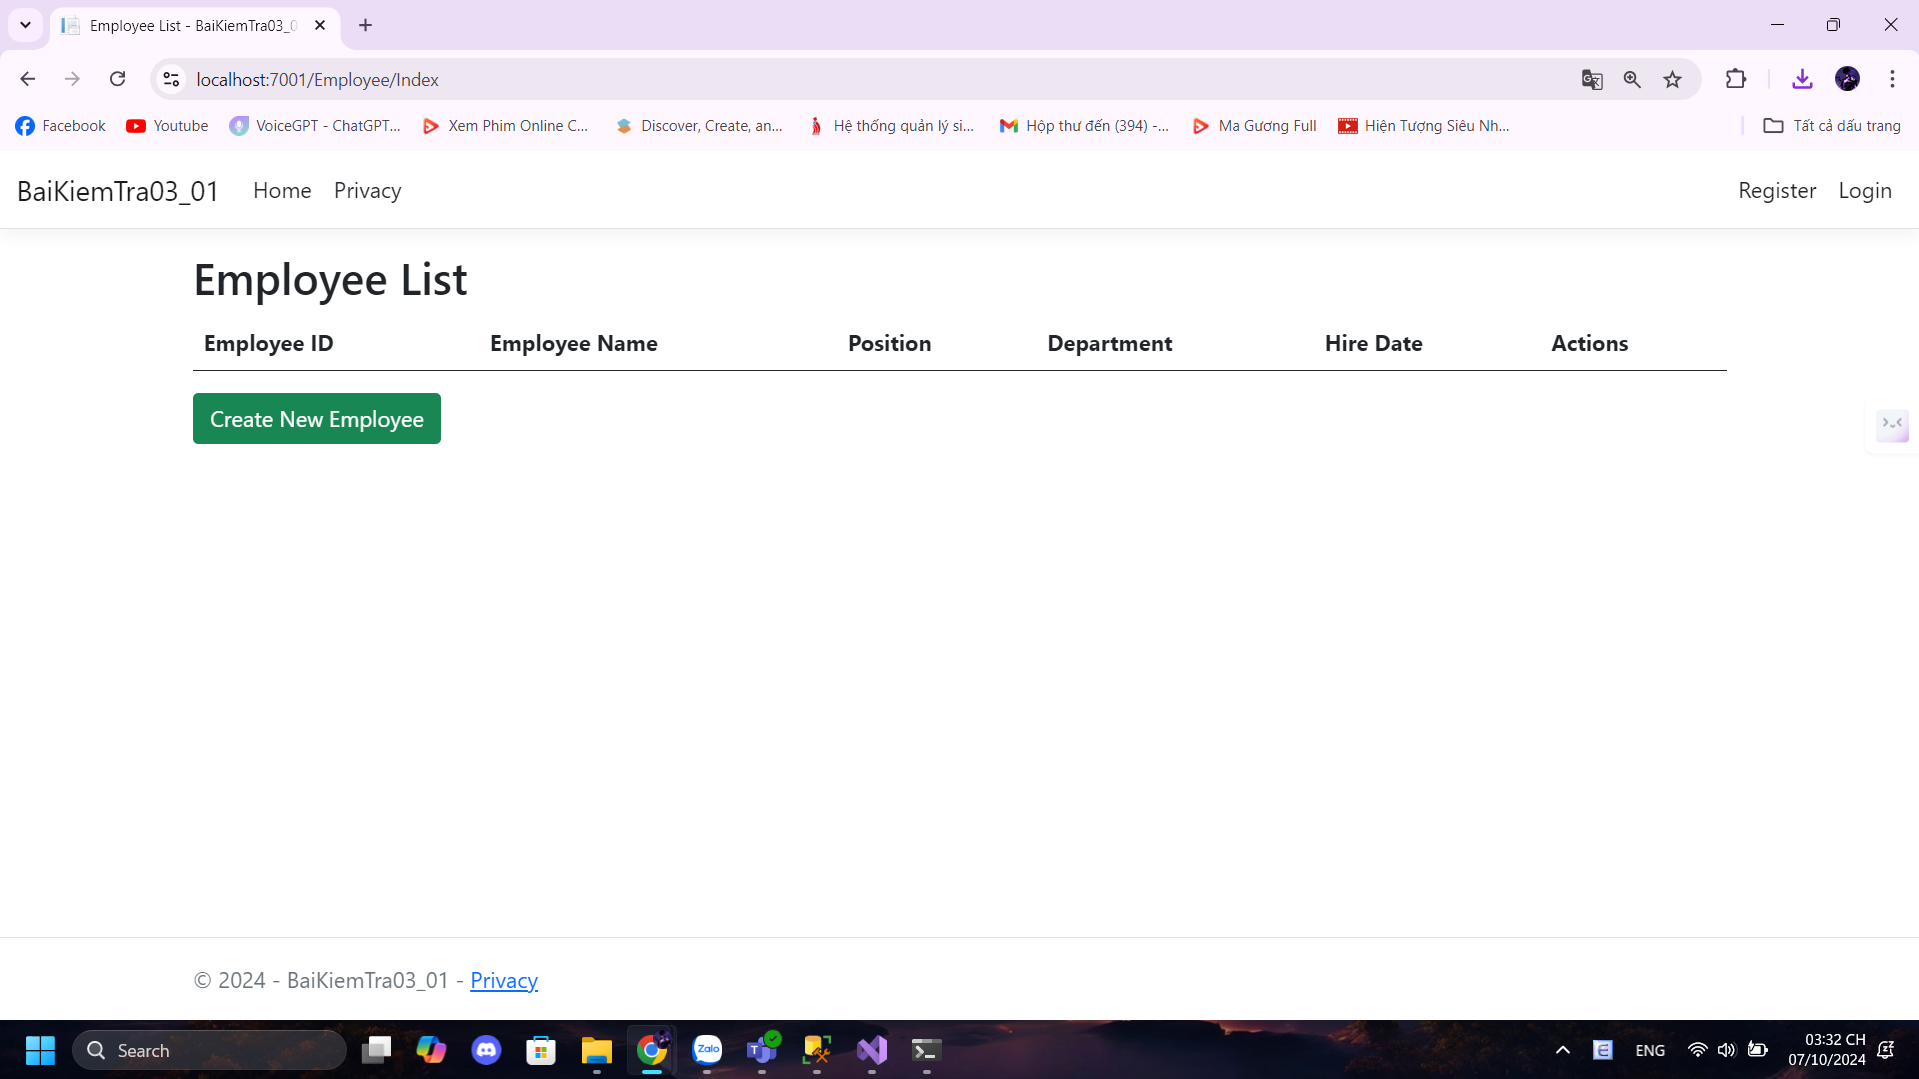 Employee List - BaiKiemTra03_0
localhost:7001/Employee/Index
Facebook
Youtube
VoiceGPT - ChatGPT...
Xem Phim Online C...
Discover, Create, an...
Hệ thống quản lý si...
Hộp thư đến (394) -...
Ma Gương Full
Hiện Tượng Siêu Nh...
Tất cả dấu trang
BaiKiemTra03_01
Home
Privacy
Register
Login
Employee List
Employee ID
Employee Name
Position
Department
Hire Date
Actions
Create New Employee
© 2024 - BaiKiemTra03_01 - Privacy
Search
Zalo
ENG
03:32 CH
07/10/2024